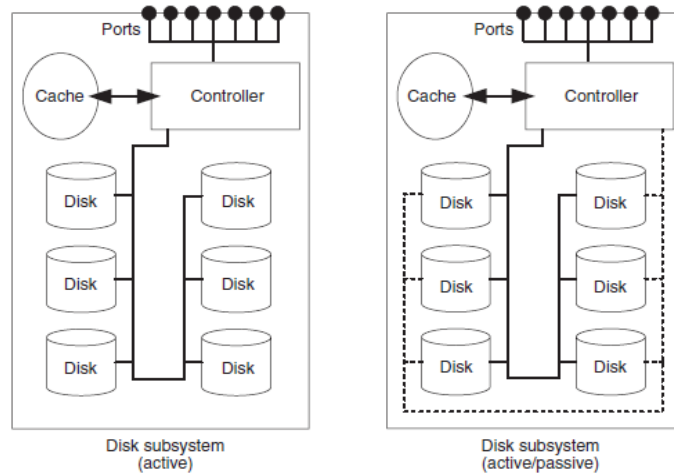 Ports
Cache
Controller
Disk
Disk
Disk
Disk
Disk
Disk
Disk subsystem
(active)
Ports
Cache
Controller
Disk
Disk
Disk
Disk
Disk
Disk
Disk subsystem
(active/passive)